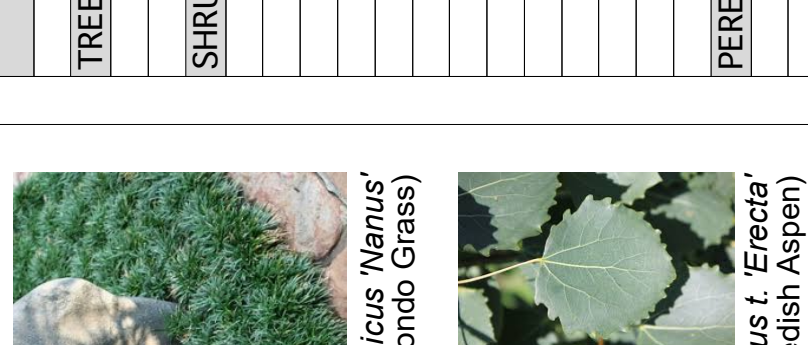 TREE
SHRU
PERE
icus 'Nanus'
ondo Grass)
us t. 'Erecta'
edish Aspen)